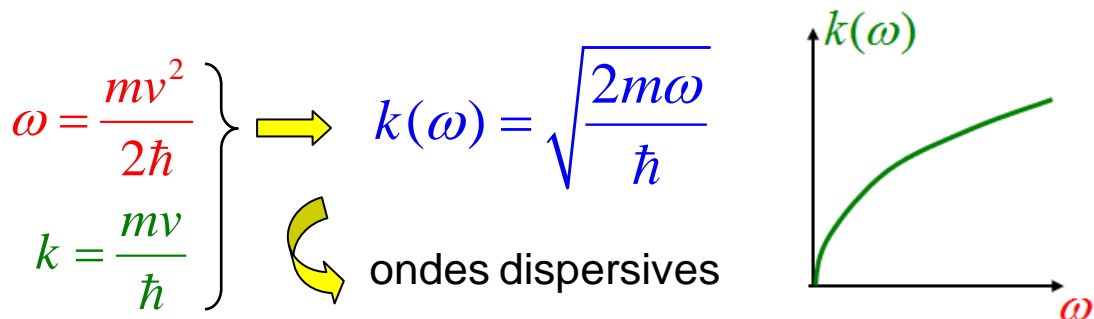 ω = mv²/2ħ
k = mv/ħ
k(ω) = √(2mω/ħ)
ondes dispersives
k(ω)
ω